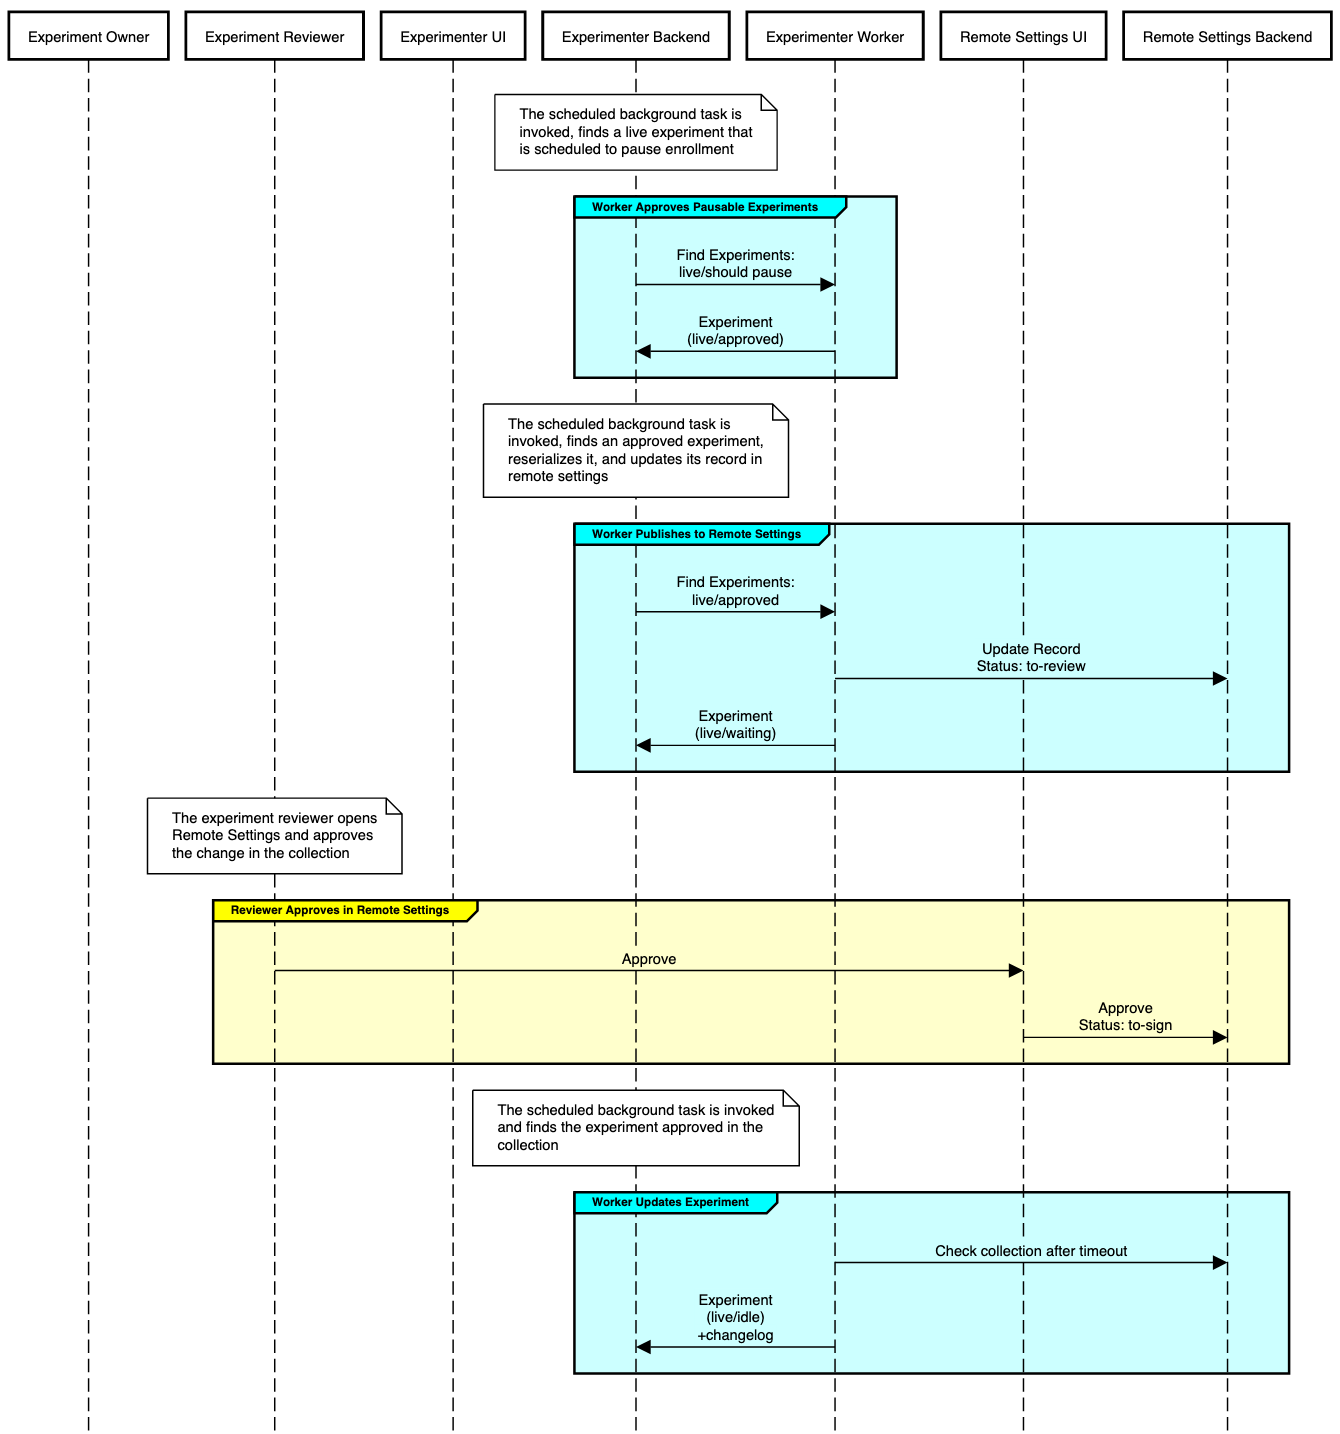 Experiment Owner
Experiment Reviewer
Experimenter UI
Experimenter Backend
Experimenter Worker
Remote Settings UI
Remote Settings Backend
The scheduled background task is
invoked, finds a live experiment that
is scheduled to pause enrollment
Worker Approves Pausable Experiments
Find Experiments:
live/should pause
Experiment
(live/approved)
The scheduled background task is
invoked, finds an approved experiment,
reserializes it, and updates its record in
remote settings
Worker Publishes to Remote Settings
Find Experiments:
live/approved
Update Record
Status: to-review
Experiment
(live/waiting)
The experiment reviewer opens
Remote Settings and approves
the change in the collection
Reviewer Approves in Remote Settings
Approve
Approve
Status: to-sign
The scheduled background task is invoked
and finds the experiment approved in the
collection
Worker Updates Experiment
Check collection after timeout
Experiment
(live/idle)
+changelog